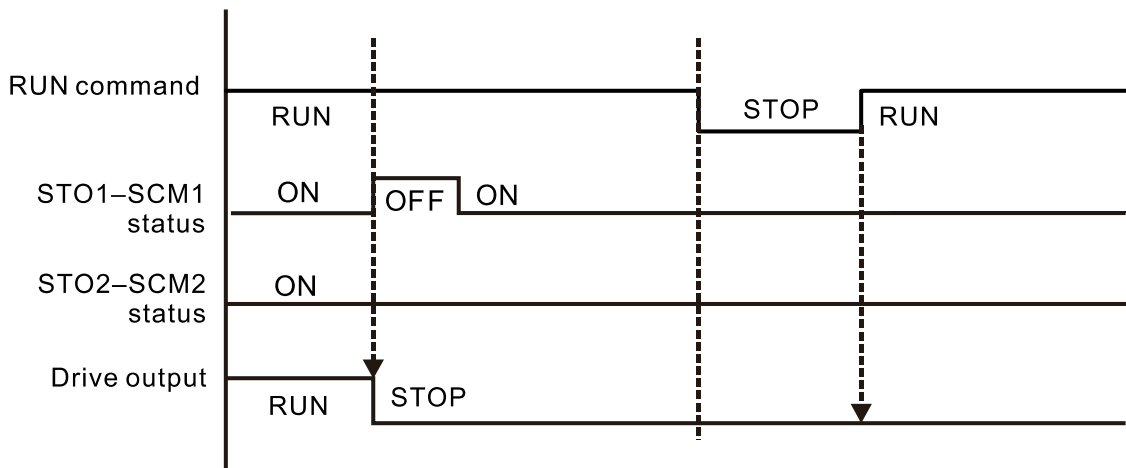 RUN command
RUN
STOP
RUN
STO1–SCM1
status
ON
OFF
ON
STO2–SCM2
status
ON
Drive output
RUN
STOP